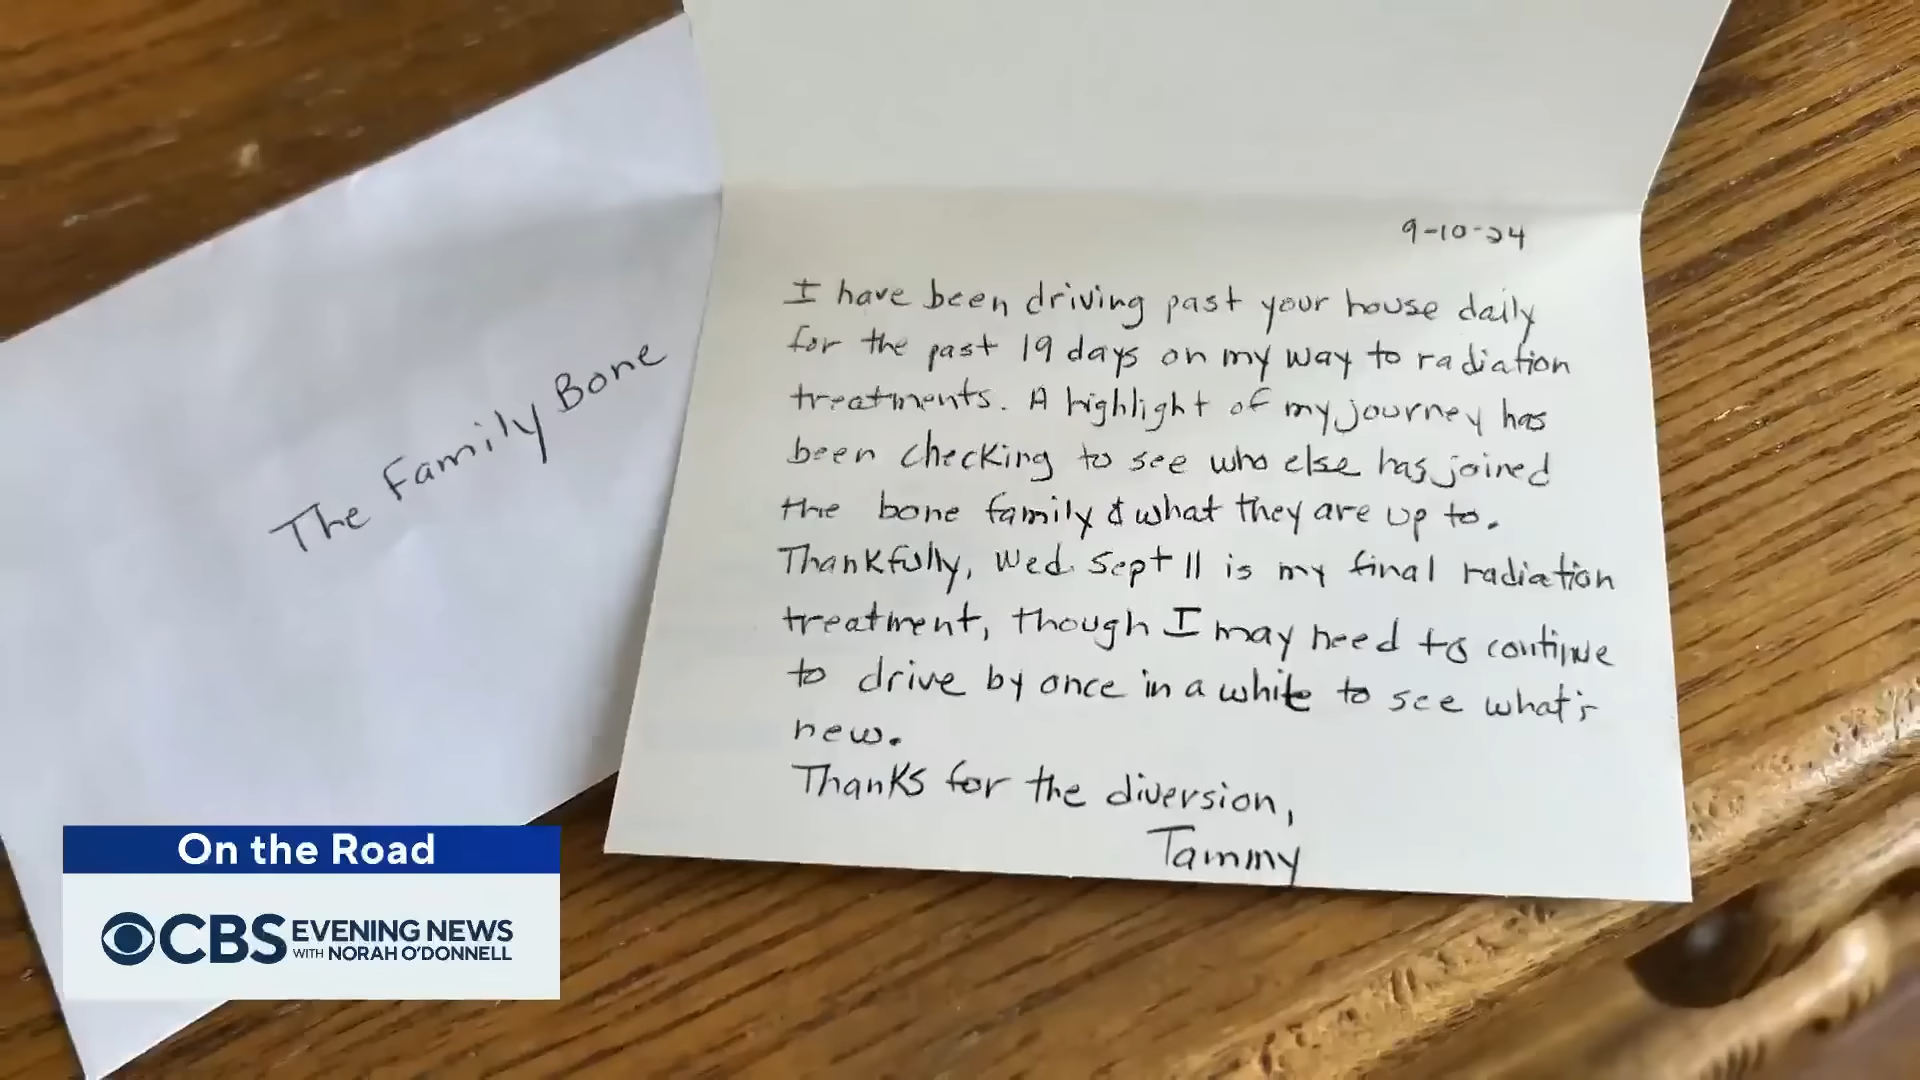 The Family Bone
9-10-24
I have been driving past your house daily
for the past 19 days on my way to radiation
treatments. A highlight of my journey has
been checking to see who else has joined
the bone family & what they are up to.
Thankfully, Wed. Sept 11 is my final radiation
treatment, though I may need to continue
to drive by once in a while to see what's
new.
Thanks for the diversion,
Tammy
On the Road
CBS EVENING NEWS
WITH NORAH O'DONNELL